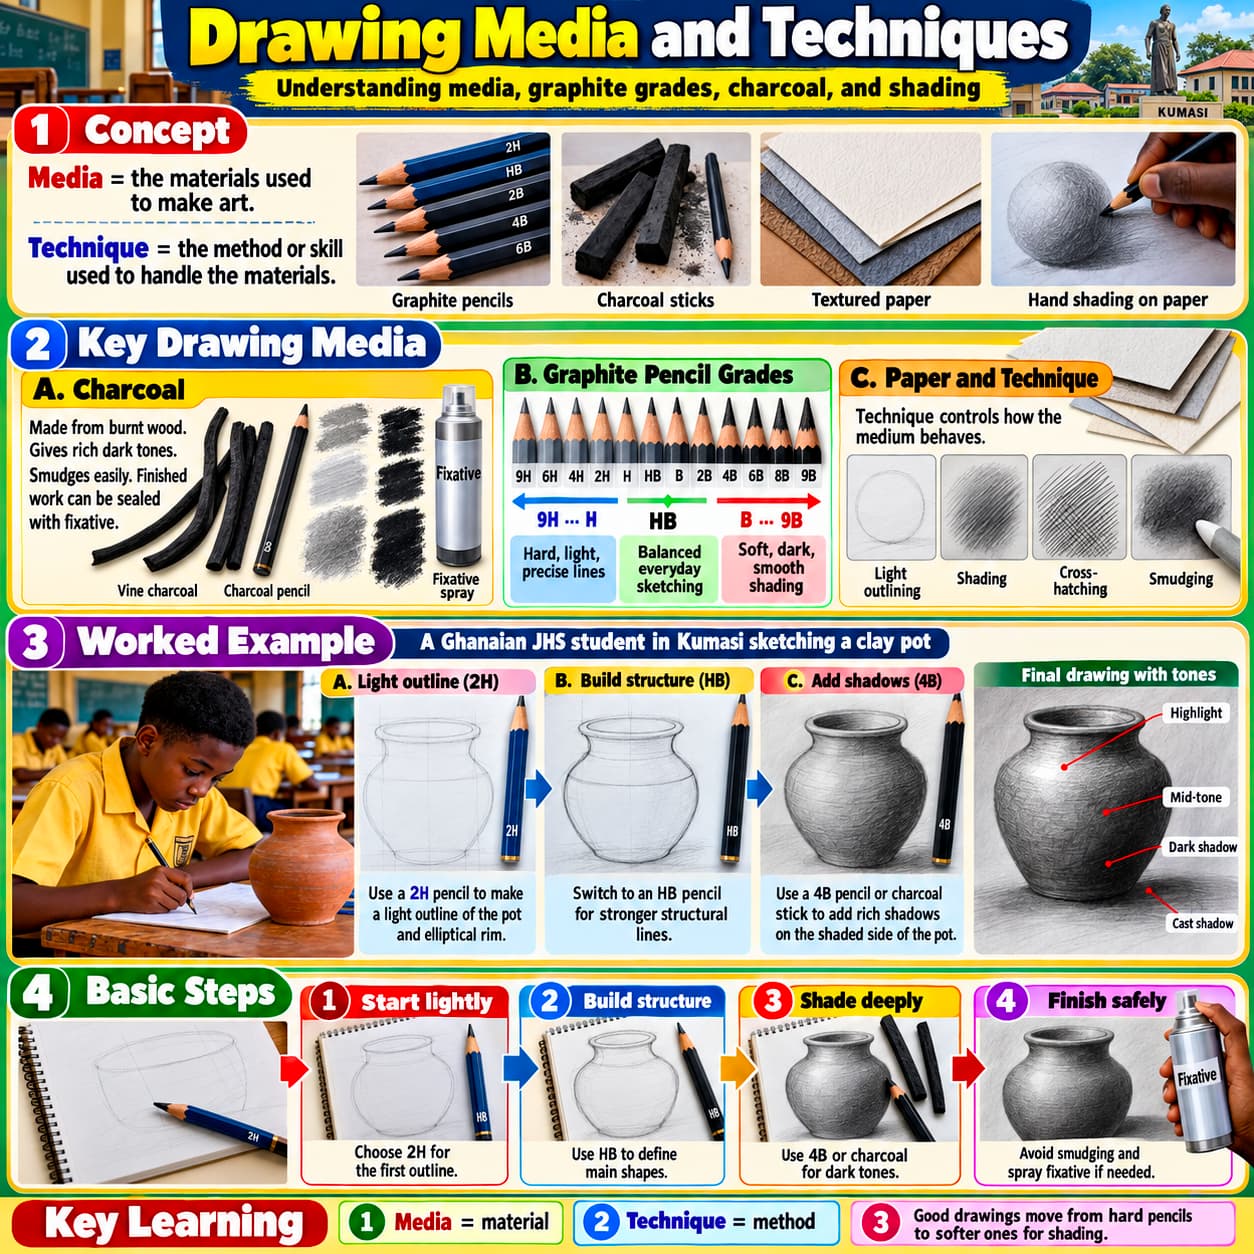 Drawing Media and Techniques
Understanding media, graphite grades, charcoal, and shading
KUMASI
1 Concept
Media = the materials used
to make art.
Technique = the method or skill
used to handle the materials.
2H
HB
2B
4B
6B
Graphite pencils
Charcoal sticks
Textured paper
Hand shading on paper
2 Key Drawing Media
A. Charcoal
Made from burnt wood.
Gives rich dark tones.
Smudges easily. Finished
work can be sealed
with fixative.
Fixative
Vine charcoal
Charcoal pencil
Fixative
spray
B. Graphite Pencil Grades
9H 6H 4H 2H H HB B 2B 4B 6B 8B 9B
9H ... H
HB
B ... 9B
Hard, light,
precise lines
Balanced
everyday
sketching
Soft, dark,
smooth
shading
C. Paper and Technique
Technique controls how the
medium behaves.
Light
outlining
Shading
Cross-
hatching
Smudging
3 Worked Example
A Ghanaian JHS student in Kumasi sketching a clay pot
A. Light outline (2H)
2H
Use a 2H pencil to make
a light outline of the pot
and elliptical rim.
B. Build structure (HB)
HB
Switch to an HB pencil
for stronger structural
lines.
C. Add shadows (4B)
4B
Use a 4B pencil or charcoal
stick to add rich shadows
on the shaded side of the pot.
Final drawing with tones
Highlight
Mid-tone
Dark shadow
Cast shadow
4 Basic Steps
2H
1 Start lightly
HB
Choose 2H for
the first outline.
2 Build structure
HB
Use HB to define
main shapes.
3 Shade deeply
Use 4B or charcoal
for dark tones.
4 Finish safely
Fixative
Avoid smudging and
spray fixative if needed.
Key Learning
1 Media = material
2 Technique = method
3 Good drawings move from hard pencils
to softer ones for shading.